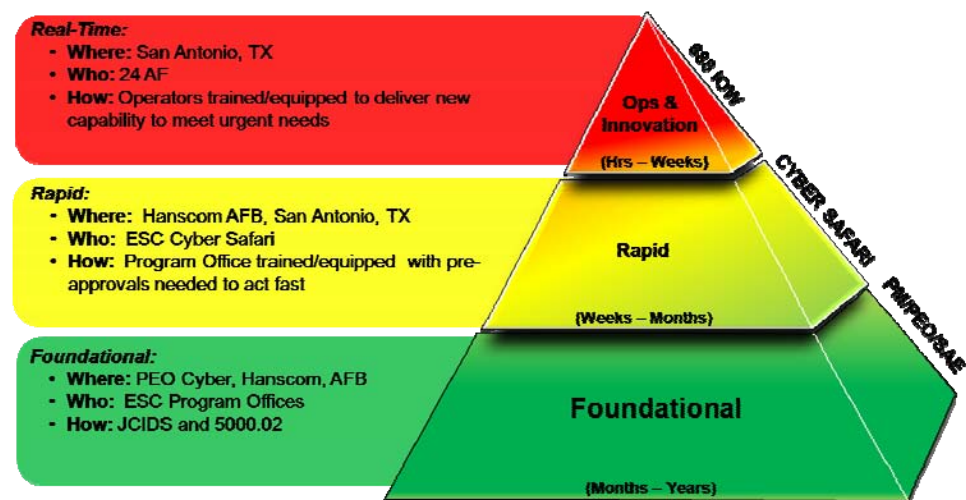 Real-Time:
• Where: San Antonio, TX
• Who: 24 AF
• How: Operators trained/equipped to deliver new
capability to meet urgent needs
Rapid:
• Where: Hanscom AFB, San Antonio, TX
• Who: ESC Cyber Safari
• How: Program Office trained/equipped with pre-
approvals needed to act fast
Foundational:
• Where: PEO Cyber, Hanscom, AFB
• Who: ESC Program Offices
• How: JCIDS and 5000.02
Ops &
Innovation
(Hrs – Weeks)
Rapid
(Weeks – Months)
Foundational
(Months – Years)
688 IOW
CYBER SAFARI
PM/PEO/SAE